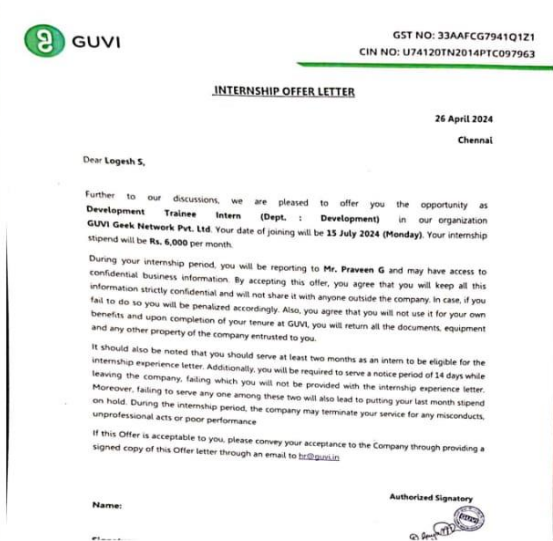 GUVI
GST NO: 33AAFCG7941Q1Z1
CIN NO: U74120TN2014PTC097963
INTERNSHIP OFFER LETTER
26 April 2024
Chennai
Dear Logesh S,
Further to our discussions, we are pleased to offer you the opportunity as
Development Trainee Intern (Dept. : Development) in our organization
GUVI Geek Network Pvt. Ltd. Your date of joining will be 15 July 2024 (Monday). Your internship
stipend will be Rs. 6,000 per month.
During your internship period, you will be reporting to Mr. Praveen G and may have access to
confidential business information. By accepting this offer, you agree that you will keep all this
information strictly confidential and will not share it with anyone outside the company. In case, if you
fail to do so you will be penalized accordingly. Also, you agree that you will not use it for your own
benefits and upon completion of your tenure at GUVI, you will return all the documents, equipment
and any other property of the company entrusted to you.
It should also be noted that you should serve at least two months as an intern to be eligible for the
internship experience letter. Additionally, you will be required to serve a notice period of 14 days while
leaving the company, failing which you will not be provided with the internship experience letter.
Moreover, failing to serve any one among these two will also lead to putting your last month stipend
on hold. During the internship period, the company may terminate your service for any misconducts,
unprofessional acts or poor performance
If this Offer is acceptable to you, please convey your acceptance to the Company through providing a
signed copy of this Offer letter through an email to hr@guvi.in
Authorized Signatory
Name: